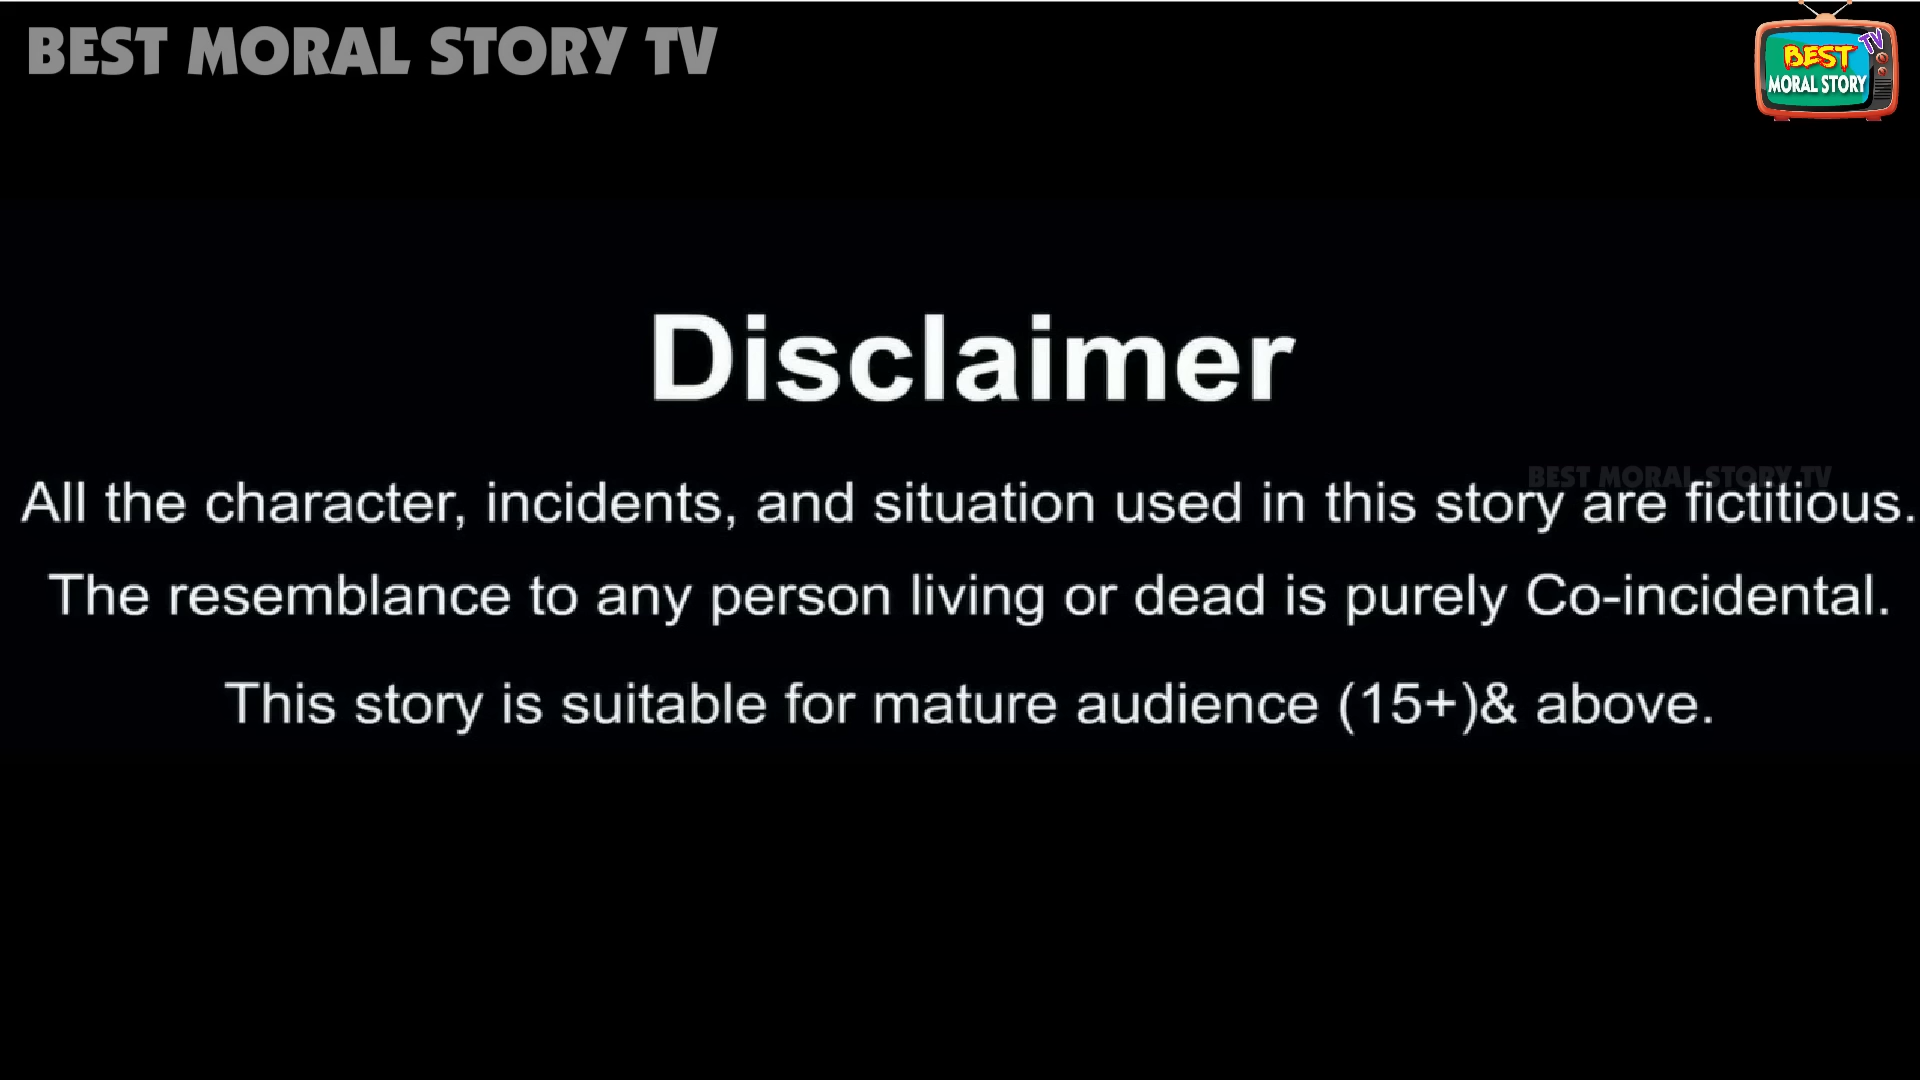 BEST MORAL STORY TV
BEST TV
MORAL STORY
Disclaimer
BEST MORAL STORY TV
All the character, incidents, and situation used in this story are fictitious.
The resemblance to any person living or dead is purely Co-incidental.
This story is suitable for mature audience (15+)& above.